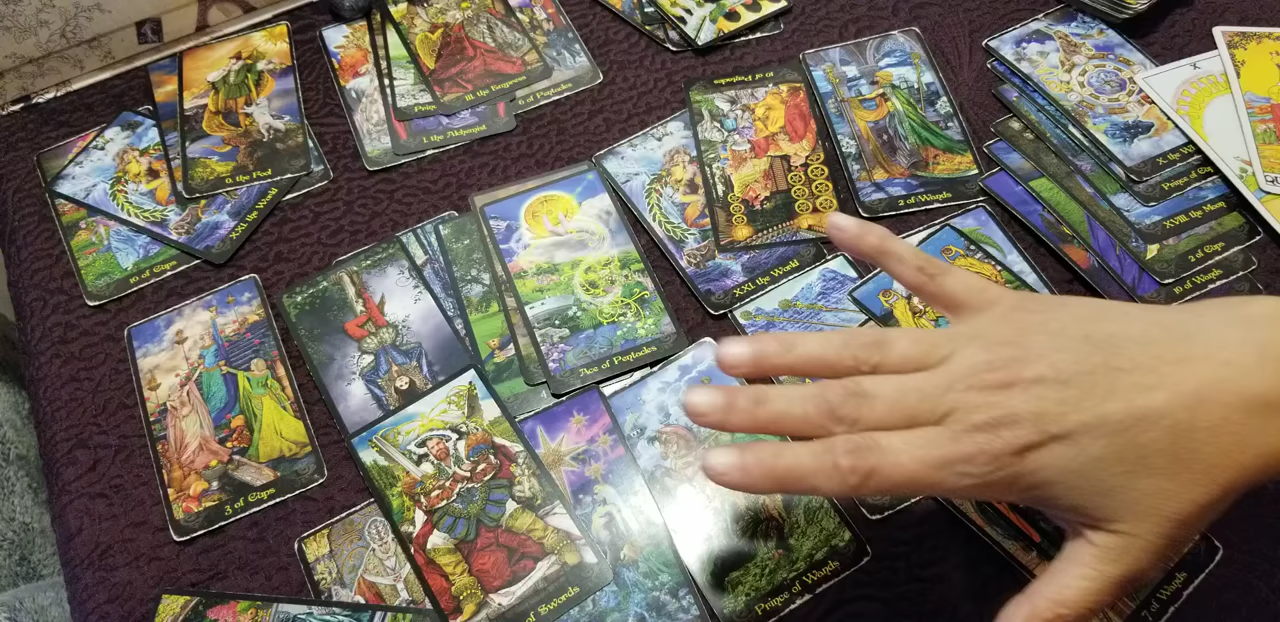 0. the Fool
III. the Empress
6 of Pentacles
I. the Alchemist
10 of Pentacles
2 of Wands
X
X. the
Prince of
XVIII. the Moon
2 of Cups
10 of Wands
XXI. the World
10 of Cups
XXI. the World
Ace of Pentacles
3 of Cups
of Swords
Prince of Wands
7 of Wands